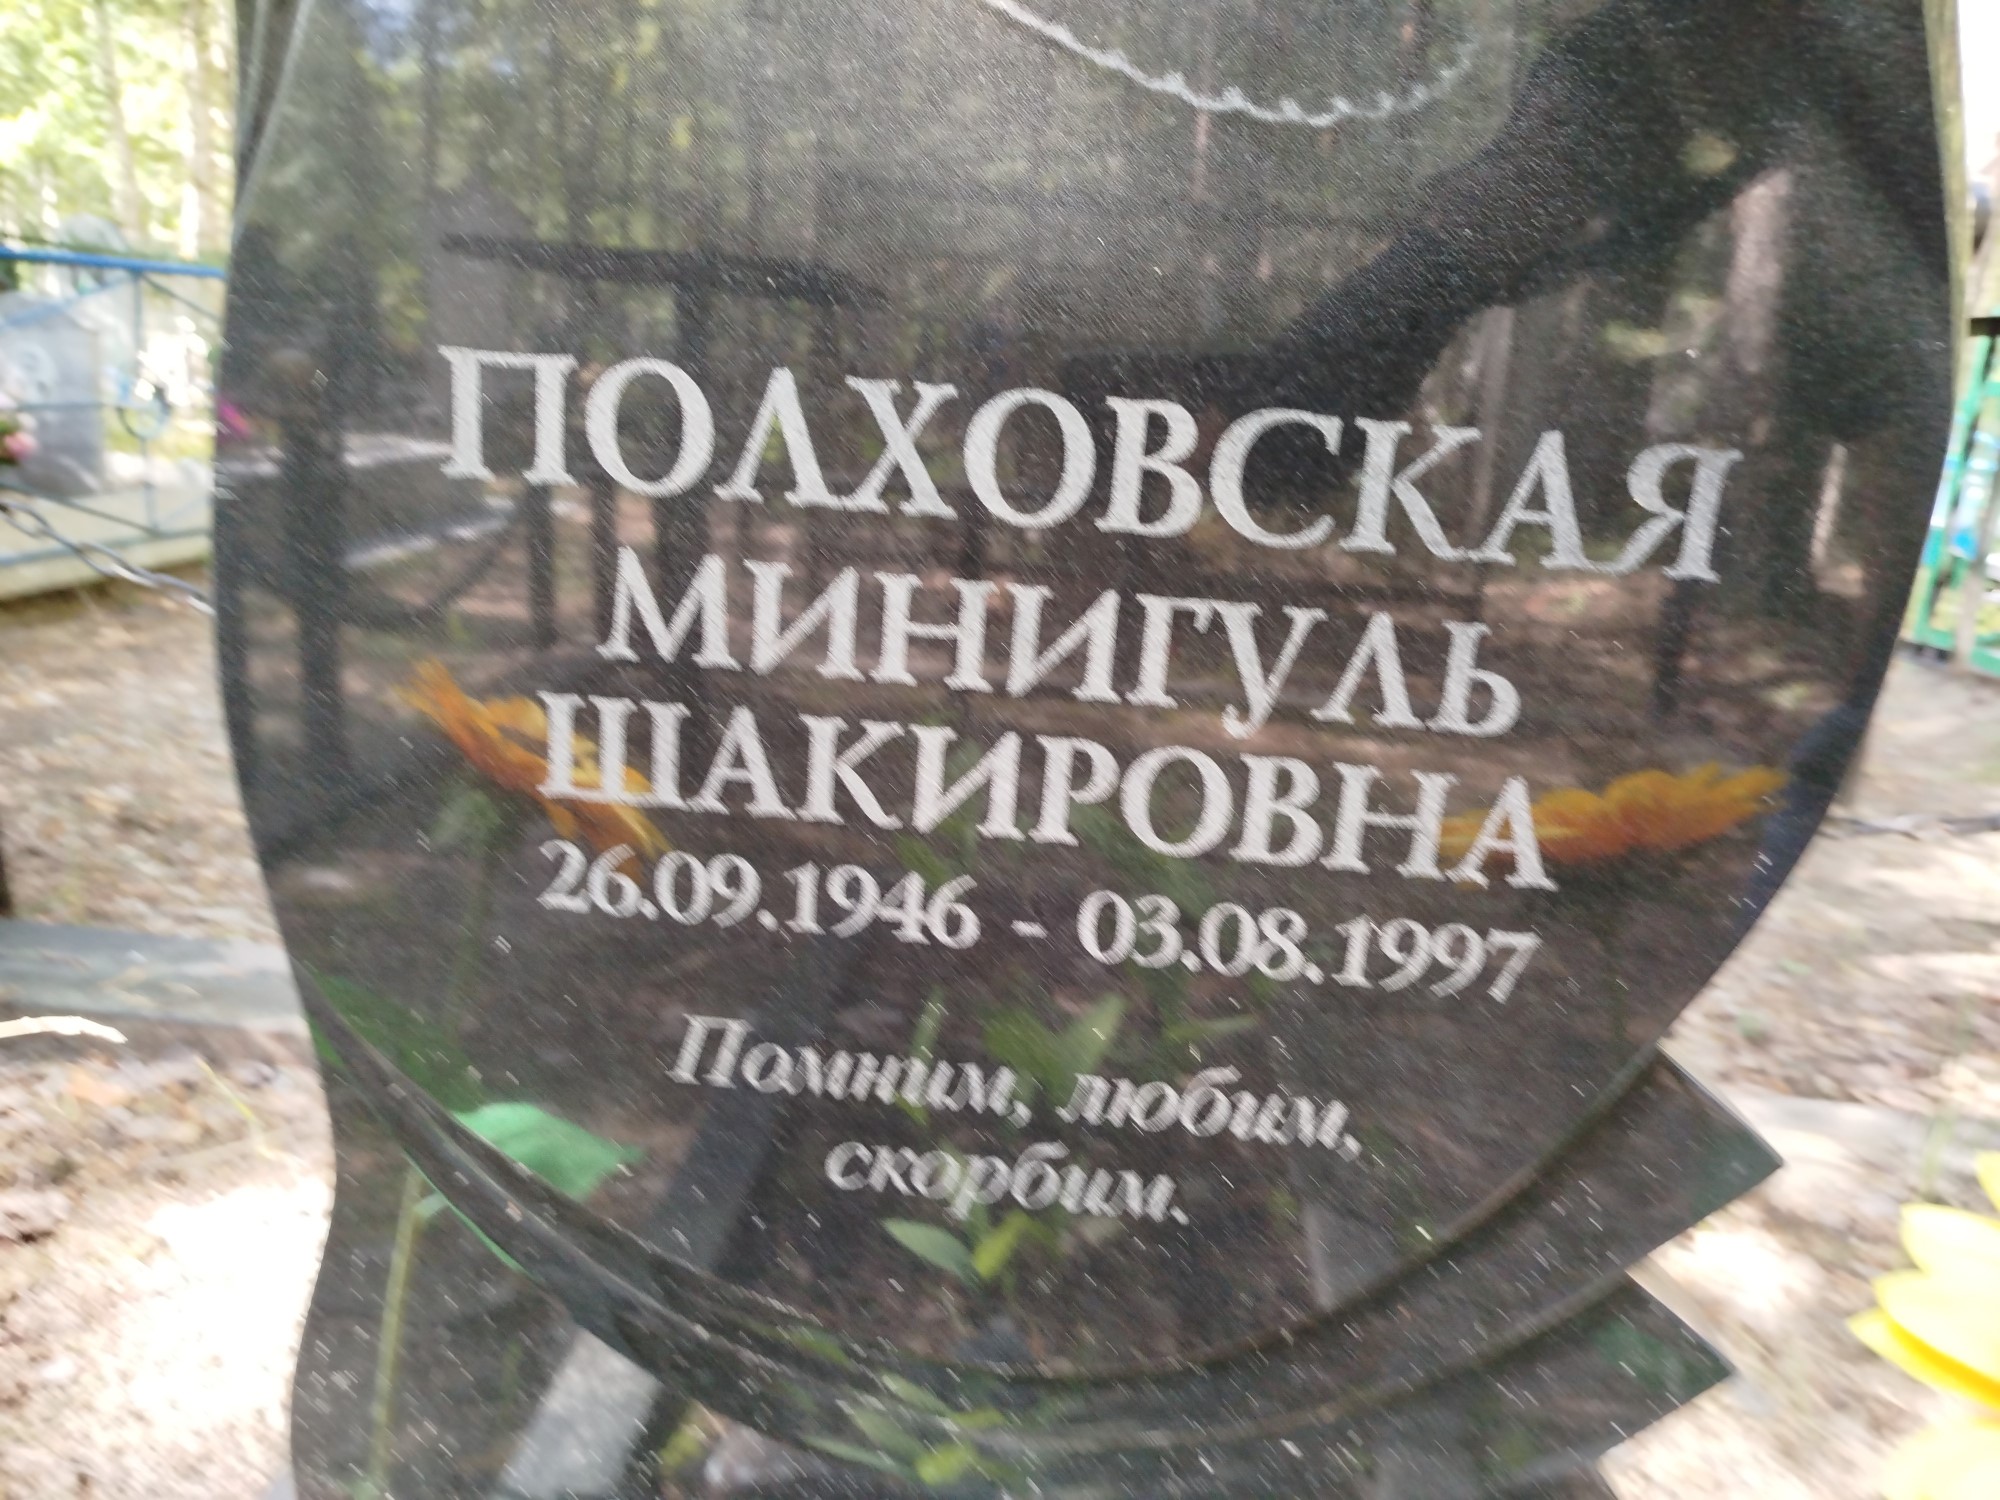 ПОЛХОВСКАЯ
МИНИГУЛЬ
ШАКИРОВНА
26.09.1946 - 03.08.1997
Помним, любим,
скорбим.